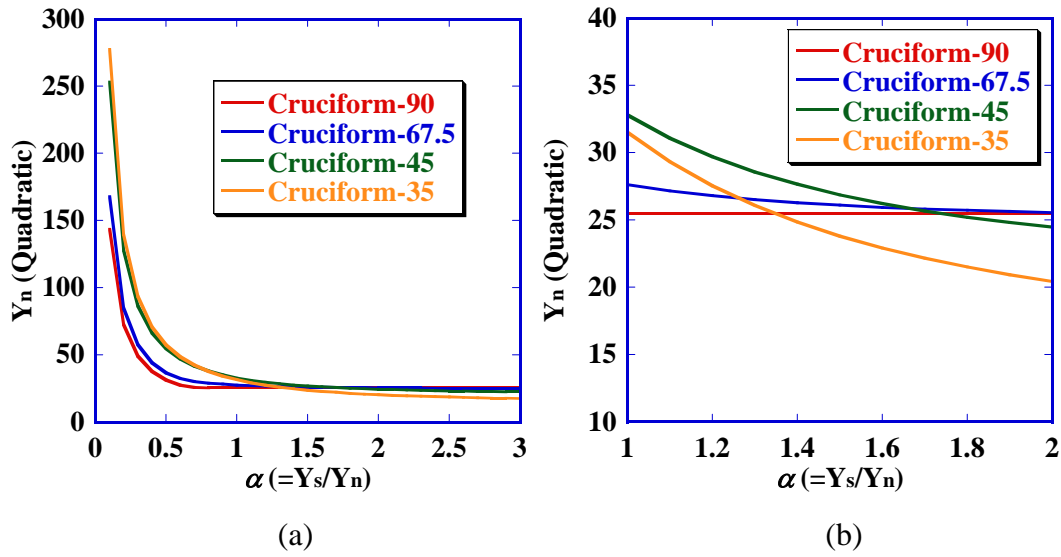 300
250
200
150
100
50
0
Yn (Quadratic)
Cruciform-90
Cruciform-67.5
Cruciform-45
Cruciform-35
0 0.5 1 1.5 2 2.5 3
α (=Ys/Yn)
(a)
40
35
30
25
20
15
10
Yn (Quadratic)
Cruciform-90
Cruciform-67.5
Cruciform-45
Cruciform-35
1 1.2 1.4 1.6 1.8 2
α (=Ys/Yn)
(b)